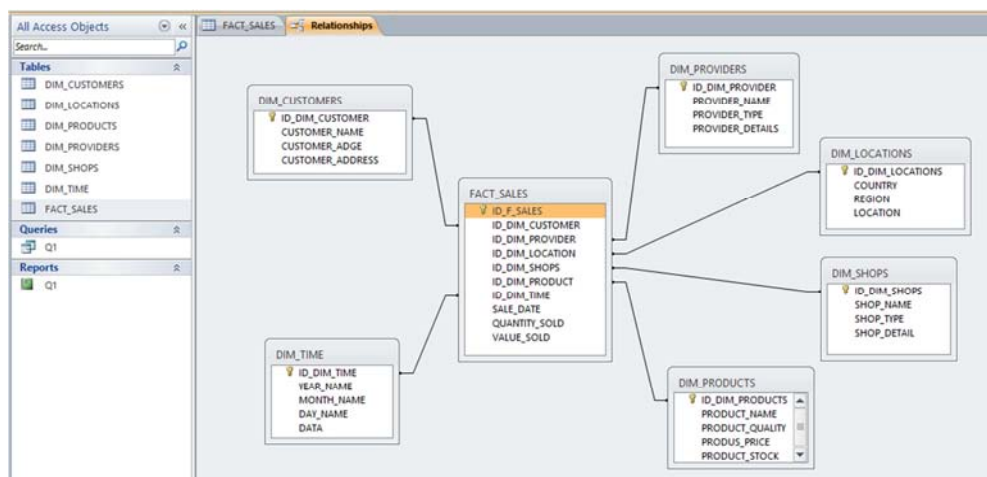 All Access Objects
FACT_SALES
Relationships
Search...
Tables
DIM_CUSTOMERS
DIM_LOCATIONS
DIM_PRODUCTS
DIM_PROVIDERS
DIM_SHOPS
DIM_TIME
FACT_SALES
Queries
Q1
Reports
Q1
DIM_CUSTOMERS
ID_DIM_CUSTOMER
CUSTOMER_NAME
CUSTOMER_ADGE
CUSTOMER_ADDRESS
DIM_PROVIDERS
ID_DIM_PROVIDER
PROVIDER_NAME
PROVIDER_TYPE
PROVIDER_DETAILS
DIM_LOCATIONS
ID_DIM_LOCATIONS
COUNTRY
REGION
LOCATION
FACT_SALES
ID_F_SALES
ID_DIM_CUSTOMER
ID_DIM_PROVIDER
ID_DIM_LOCATION
ID_DIM_SHOPS
ID_DIM_PRODUCT
ID_DIM_TIME
SALE_DATE
QUANTITY_SOLD
VALUE_SOLD
DIM_SHOPS
ID_DIM_SHOPS
SHOP_NAME
SHOP_TYPE
SHOP_DETAIL
DIM_TIME
ID_DIM_TIME
YEAR_NAME
MONTH_NAME
DAY_NAME
DATA
DIM_PRODUCTS
ID_DIM_PRODUCTS
PRODUCT_NAME
PRODUCT_QUALITY
PRODUS_PRICE
PRODUCT_STOCK